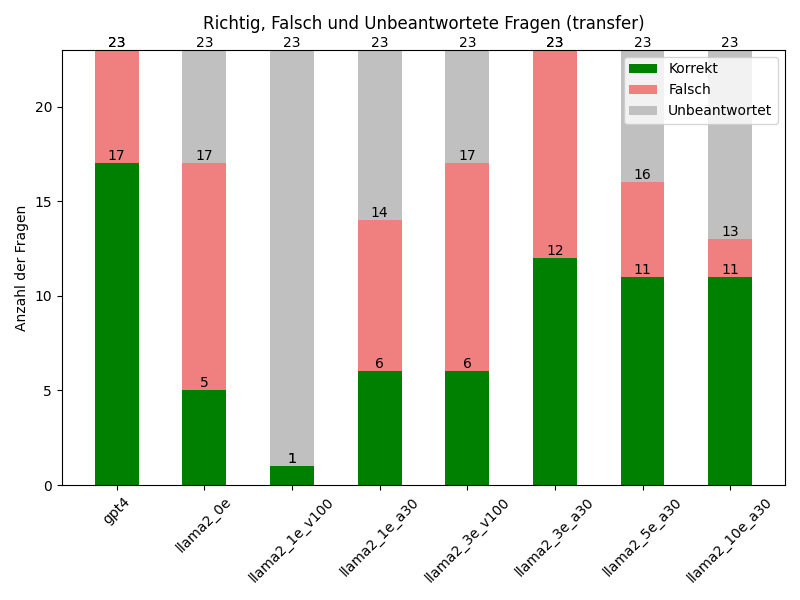 Richtig, Falsch und Unbeantwortete Fragen (transfer)
23 23 23 23 23 23 23 23
Korrekt
Falsch
Unbeantwortet
20
17 17 17
16
15
14
13
12
11 11
10
6 6
5
5
1
0
Anzahl der Fragen
gpt4
llama2_0e
llama2_1e_v100
llama2_1e_a30
llama2_3e_v100
llama2_3e_a30
llama2_5e_a30
llama2_10e_a30